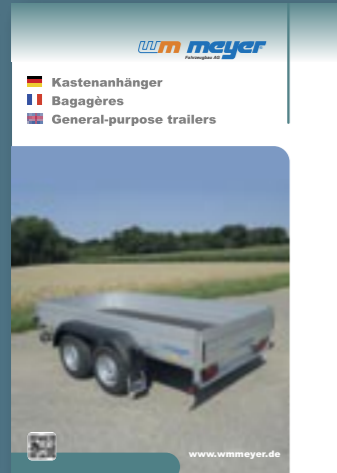 wm meyer
Fahrzeugbau AG
Kastenanhänger
Bagagères
General-purpose trailers
www.wmmeyer.de